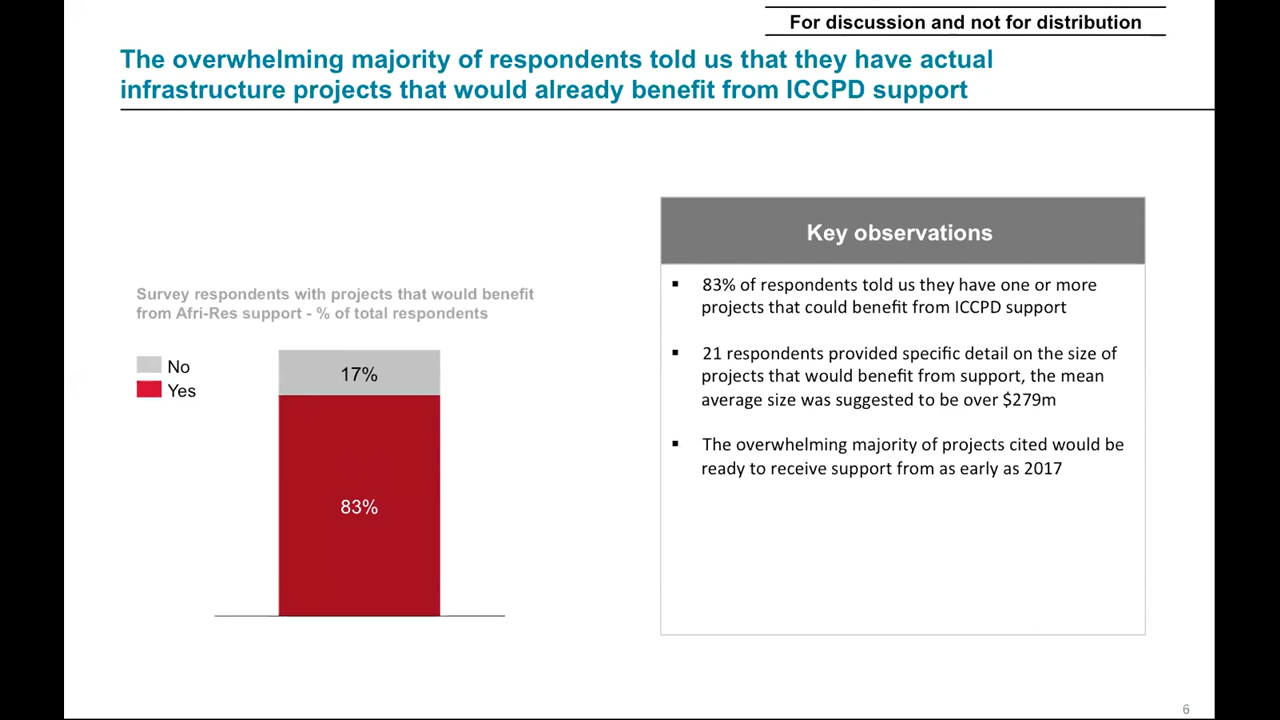 For discussion and not for distribution
The overwhelming majority of respondents told us that they have actual
infrastructure projects that would already benefit from ICCPD support
Survey respondents with projects that would benefit
from Afri-Res support - % of total respondents
No
Yes
17%
83%
Key observations
▪ 83% of respondents told us they have one or more
projects that could benefit from ICCPD support
▪ 21 respondents provided specific detail on the size of
projects that would benefit from support, the mean
average size was suggested to be over $279m
▪ The overwhelming majority of projects cited would be
ready to receive support from as early as 2017
6